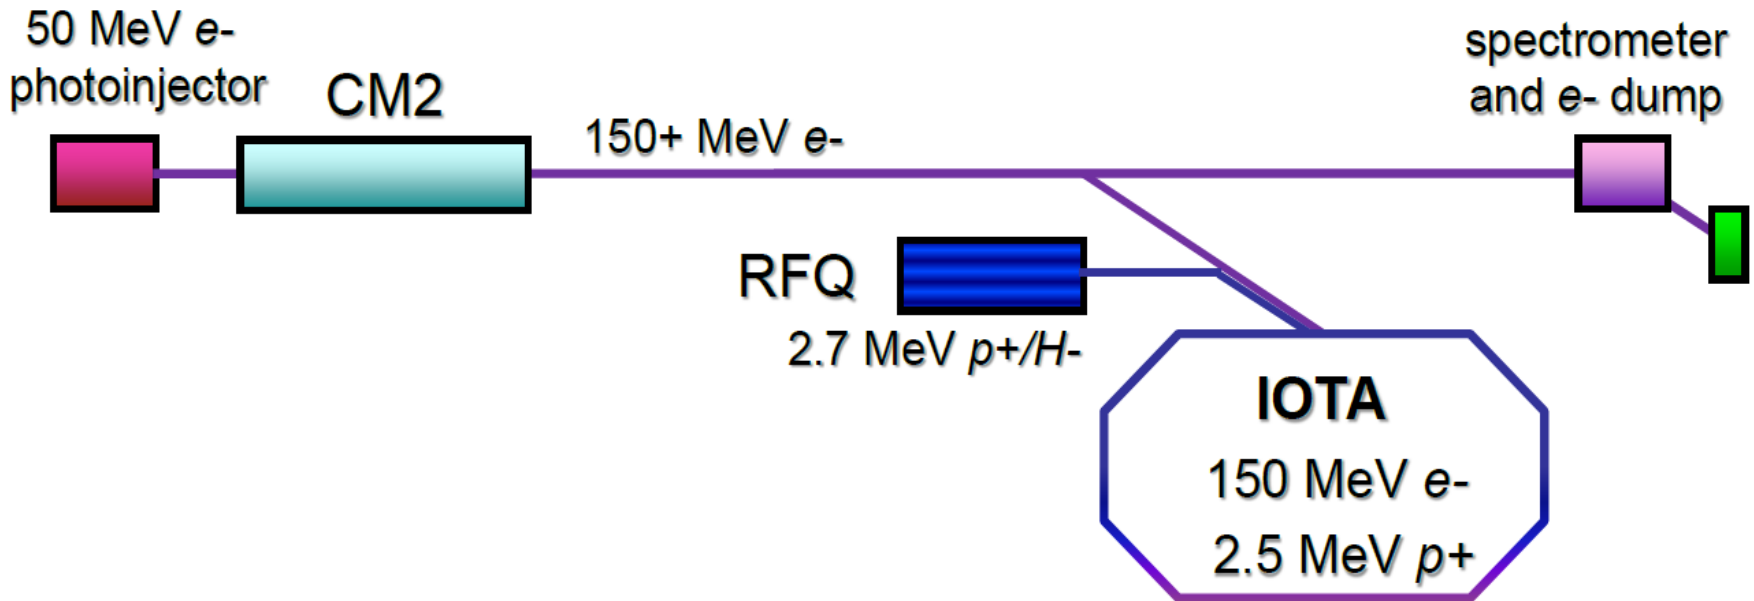 50 MeV e-
photoinjector
CM2
150+ MeV e-
spectrometer
and e- dump
RFQ
2.7 MeV p+/H-
IOTA
150 MeV e-
2.5 MeV p+